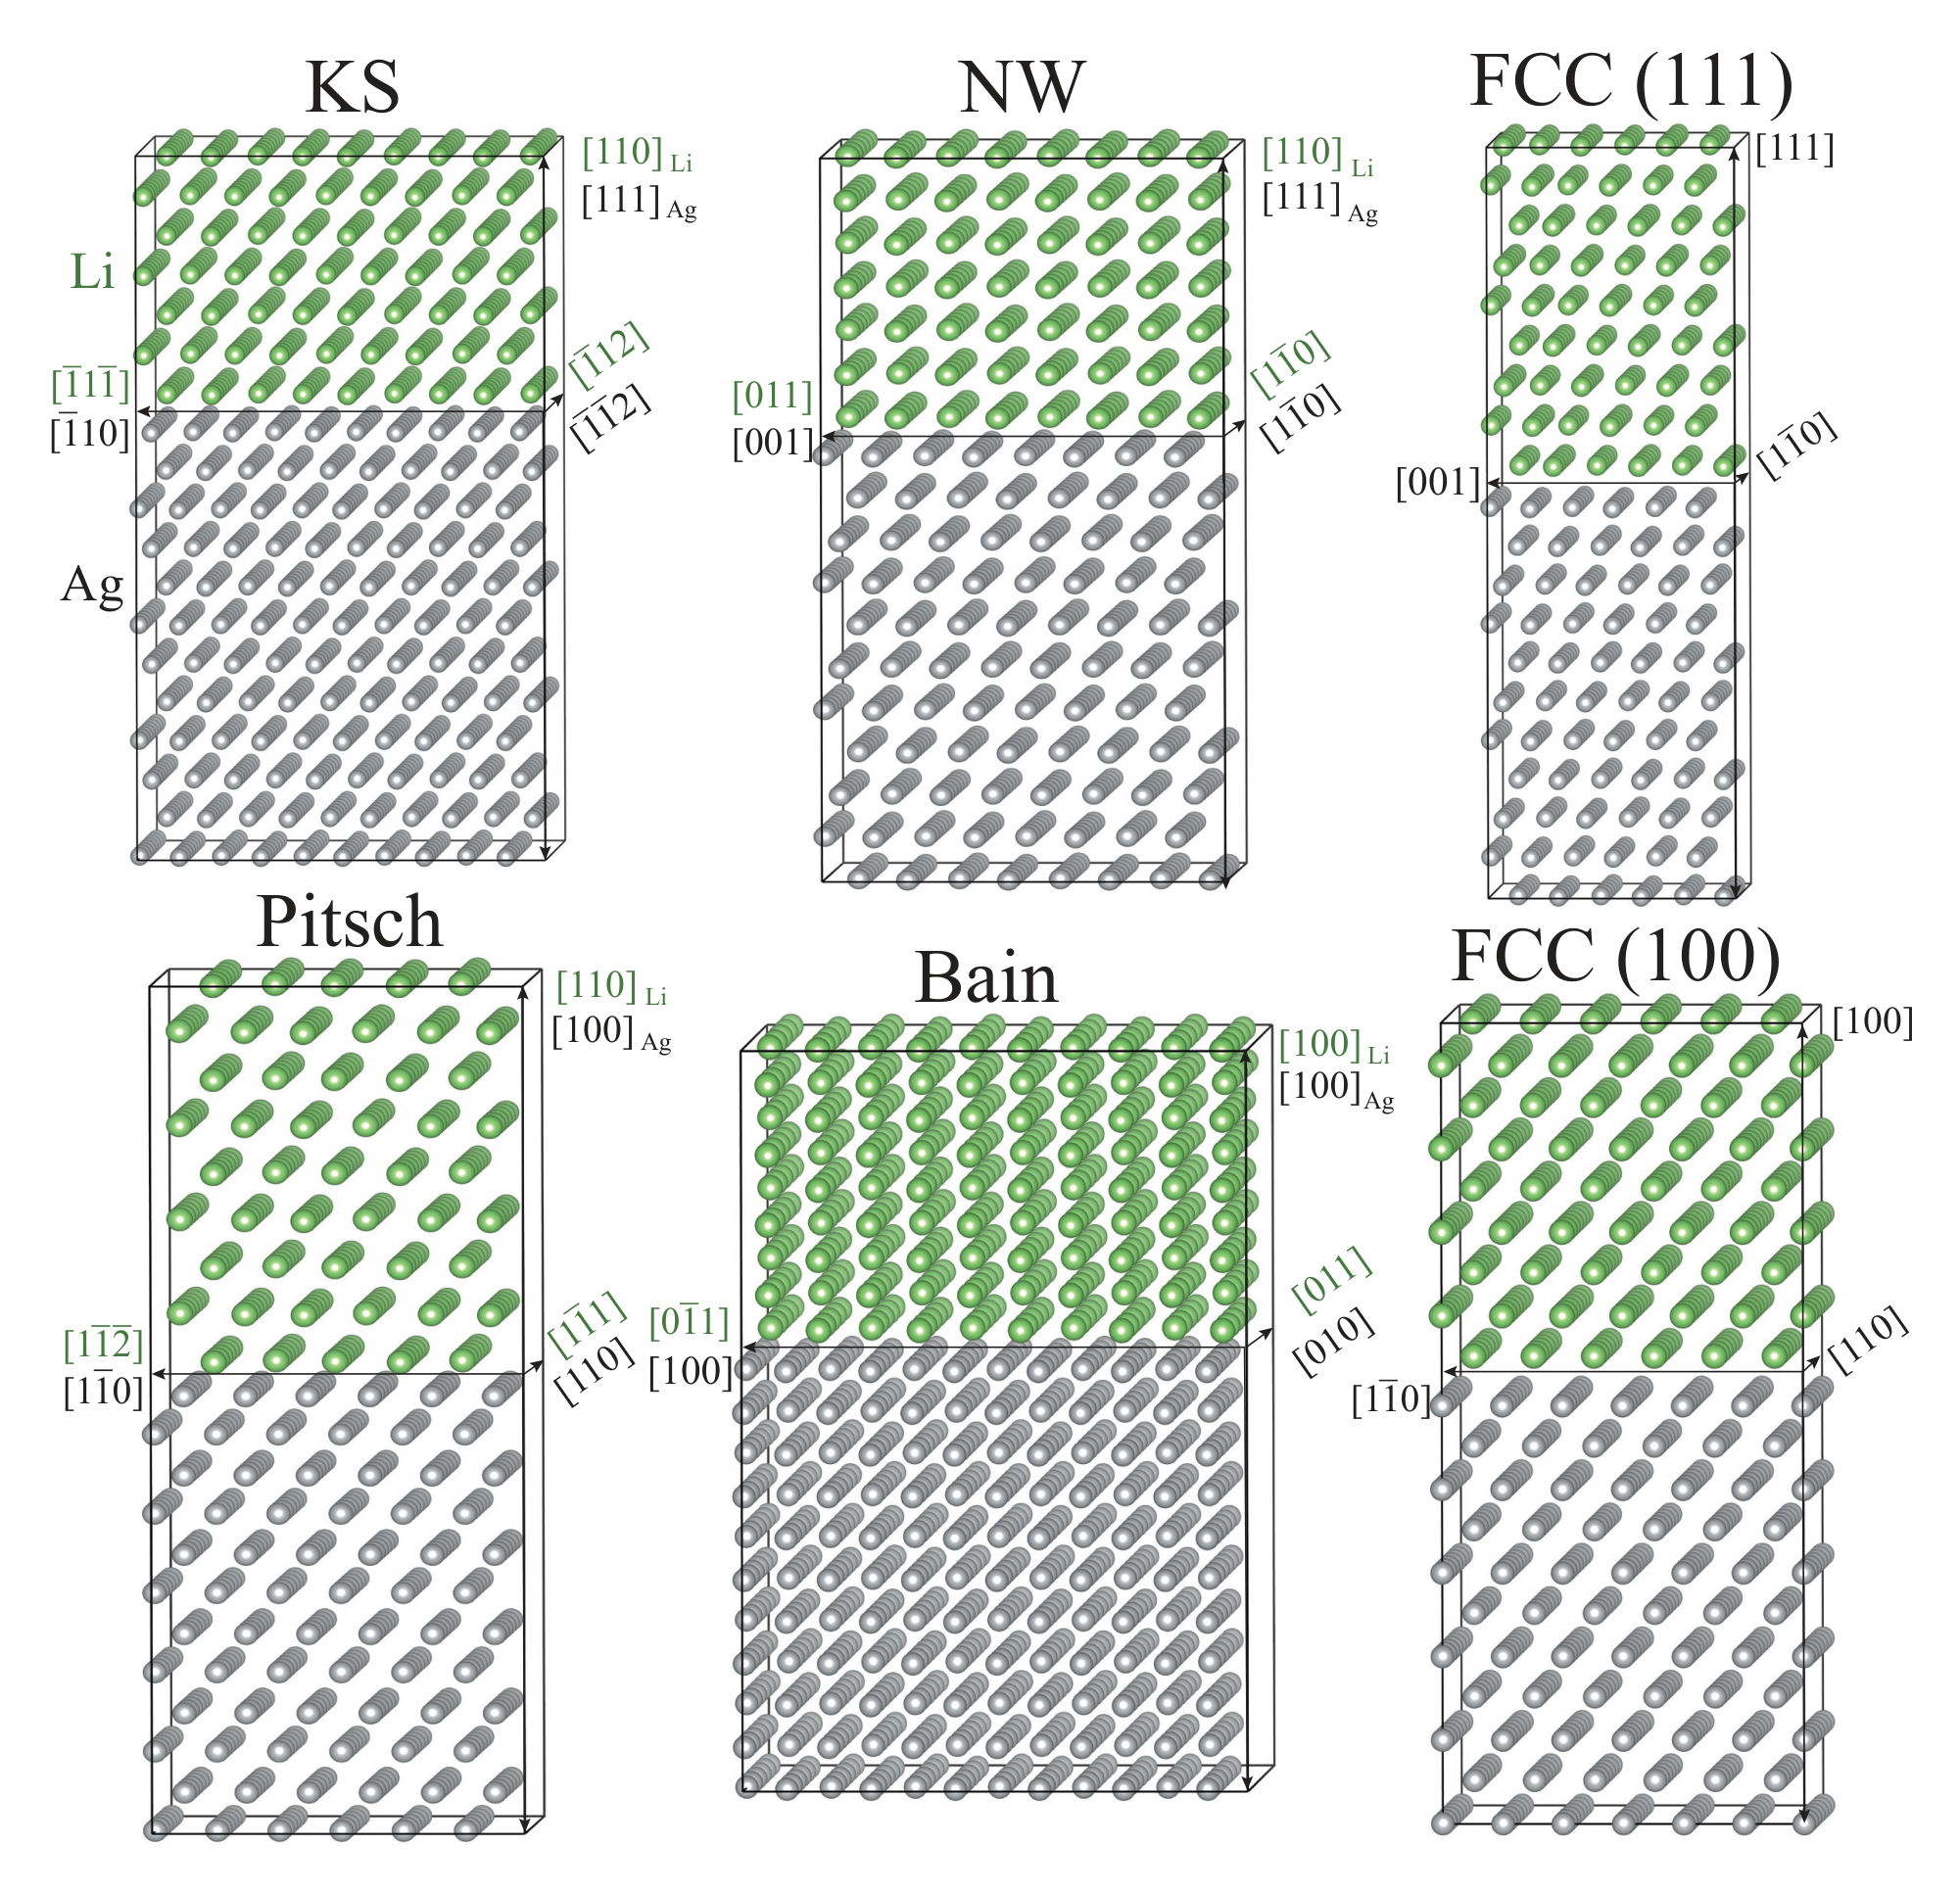 KS
[110] Li
[111] Ag
Li
[1̅12]
[1̅11̅]
[1̅10]
[1̅1̅2]
Ag
NW
[110] Li
[111] Ag
[011]
[001]
[11̅0]
[11̅0]
FCC (111)
[111]
[001]
[11̅0]
Pitsch
[110] Li
[100] Ag
[11̅2̅]
[11̅0]
[11̅1]
[110]
Bain
[100] Li
[100] Ag
[01̅1]
[100]
[011]
[010]
FCC (100)
[100]
[11̅0]
[110]